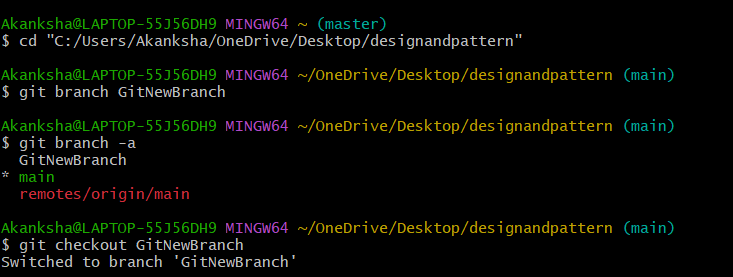 Akanksha@LAPTOP-55J56DH9 MINGW64 ~ (master)
$ cd "C:/Users/Akanksha/OneDrive/Desktop/designandpattern"
Akanksha@LAPTOP-55J56DH9 MINGW64 ~/OneDrive/Desktop/designandpattern (main)
$ git branch GitNewBranch
Akanksha@LAPTOP-55J56DH9 MINGW64 ~/OneDrive/Desktop/designandpattern (main)
$ git branch -a
  GitNewBranch
* main
  remotes/origin/main
Akanksha@LAPTOP-55J56DH9 MINGW64 ~/OneDrive/Desktop/designandpattern (main)
$ git checkout GitNewBranch
Switched to branch 'GitNewBranch'